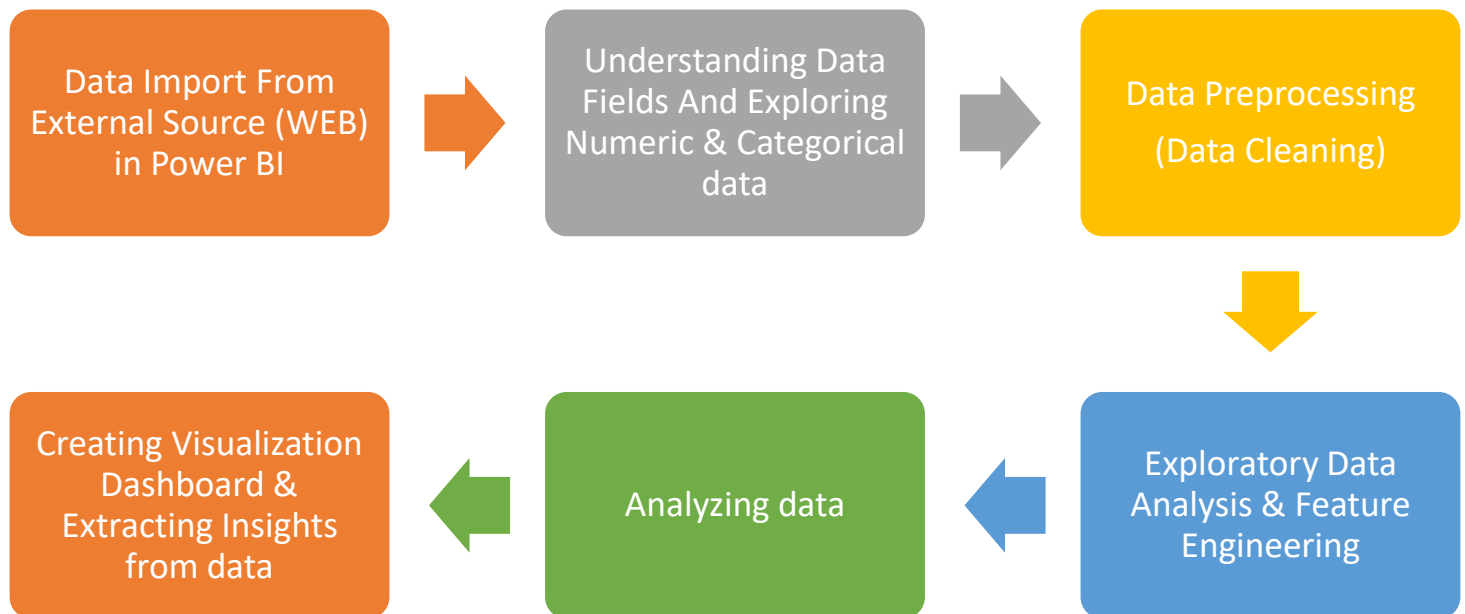 Data Import From
External Source (WEB)
in Power BI
Understanding Data
Fields And Exploring
Numeric & Categorical
data
Data Preprocessing
(Data Cleaning)
Exploratory Data
Analysis & Feature
Engineering
Analyzing data
Creating Visualization
Dashboard &
Extracting Insights
from data